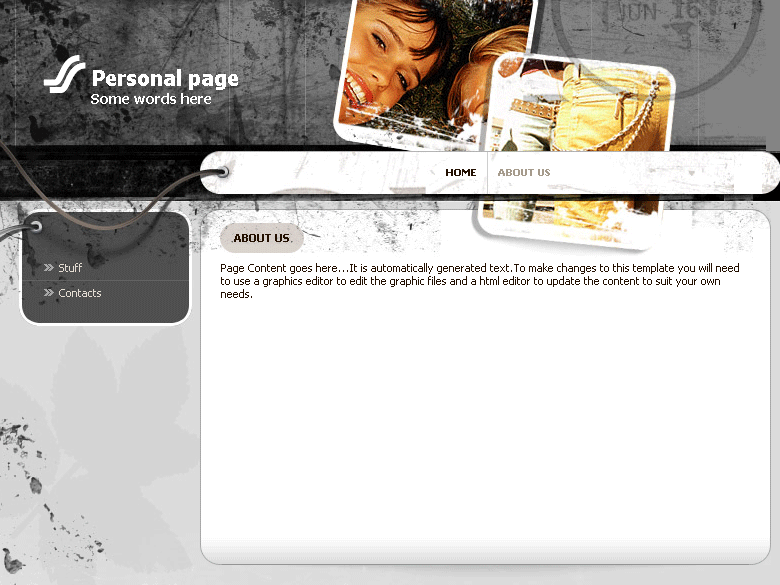 JUN 16
Personal page
Some words here
HOME
ABOUT US
.ABOUT US.
Stuff
Contacts
Page Content goes here...It is automatically generated text.To make changes to this template you will need
to use a graphics editor to edit the graphic files and a html editor to update the content to suit your own
needs.